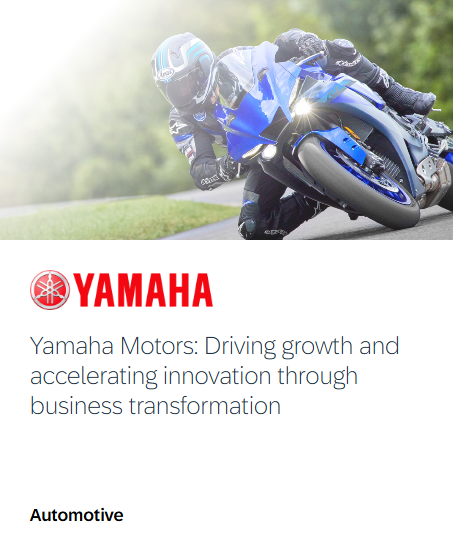 YAMAHA
Yamaha Motors: Driving growth and
accelerating innovation through
business transformation
Automotive